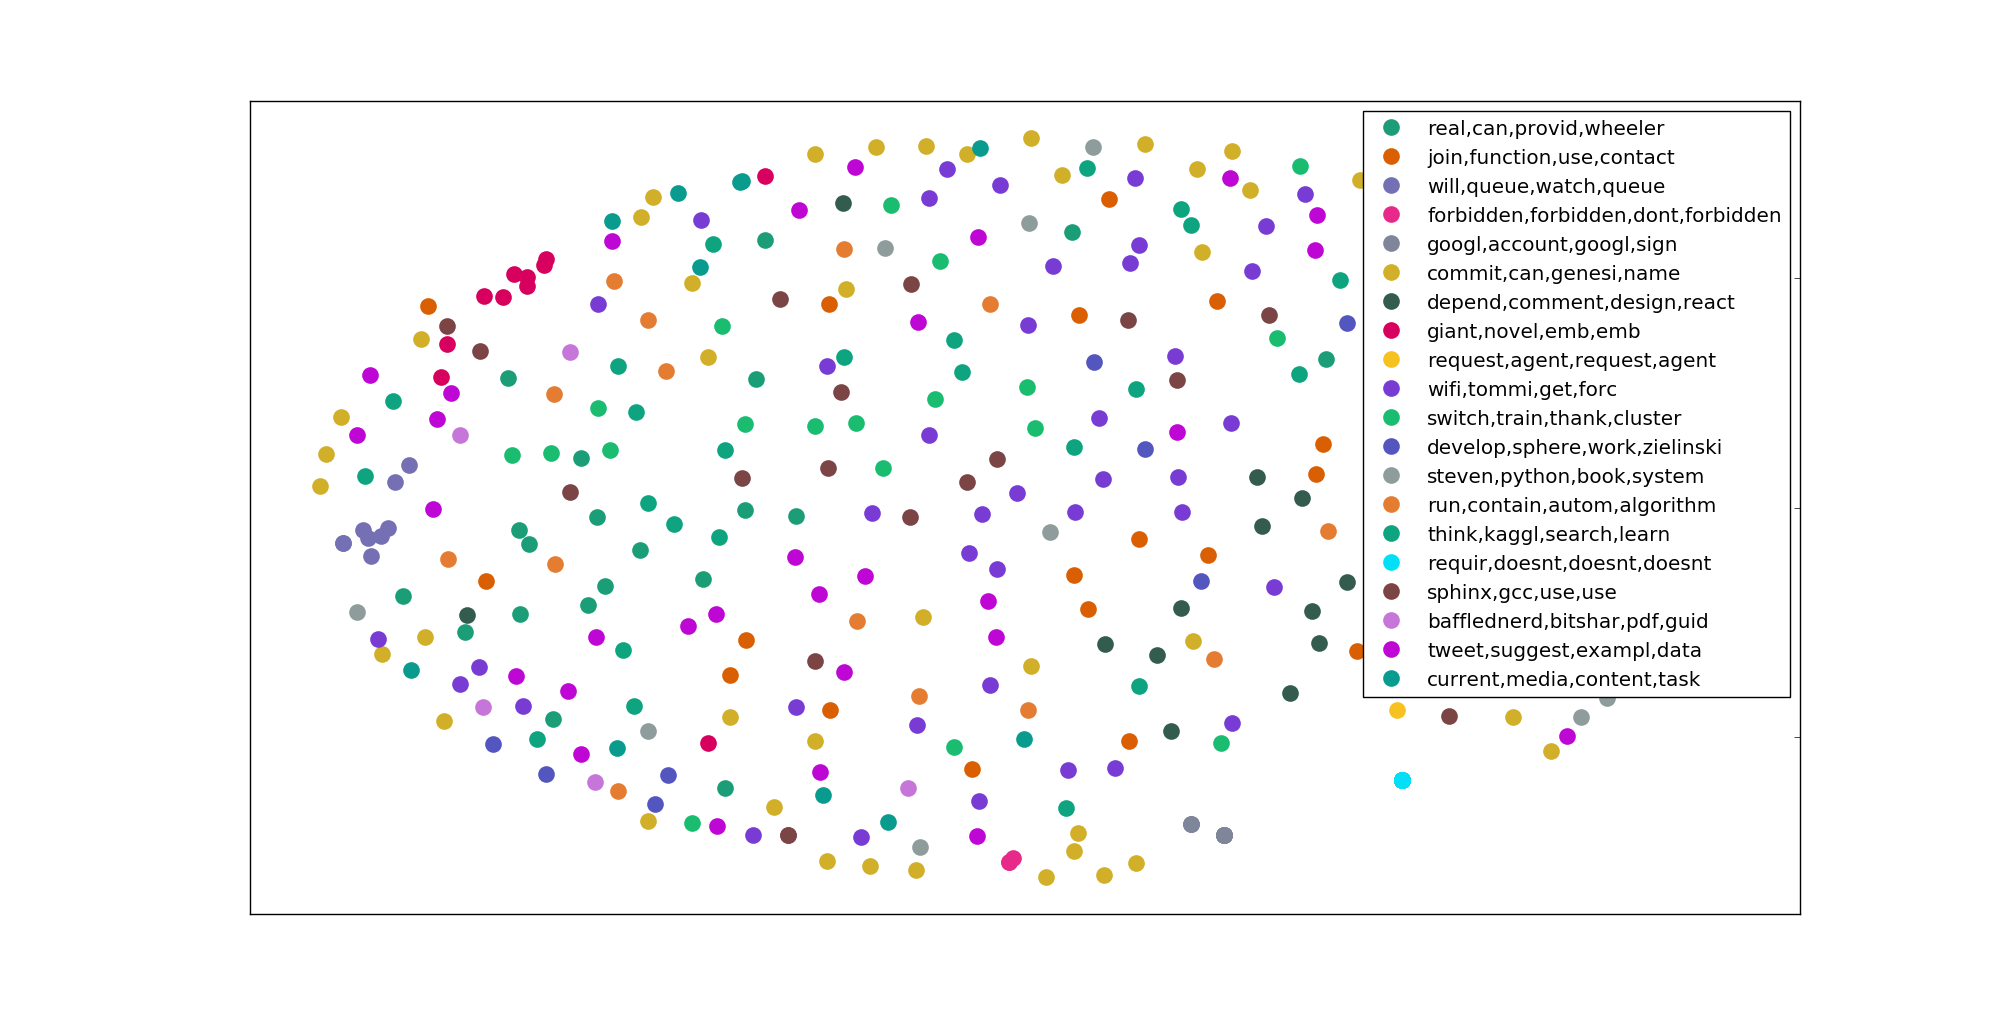 real,can,provid,wheeler
join,function,use,contact
will,queue,watch,queue
forbidden,forbidden,dont,forbidden
googl,account,googl,sign
commit,can,genesi,name
depend,comment,design,react
giant,novel,emb,emb
request,agent,request,agent
wifi,tommi,get,forc
switch,train,thank,cluster
develop,sphere,work,zielinski
steven,python,book,system
run,contain,autom,algorithm
think,kaggl,search,learn
requir,doesnt,doesnt,doesnt
sphinx,gcc,use,use
bafflednerd,bitshar,pdf,guid
tweet,suggest,exampl,data
current,media,content,task